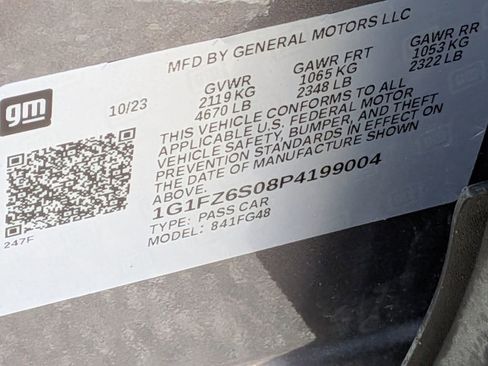 MFD BY GENERAL MOTORS LLC
gm
10/23
GVWR
2119 KG
4670 LB
GAWR FRT
1065 KG
2348 LB
GAWR RR
1053 KG
2322 LB
THIS VEHICLE CONFORMS TO ALL
APPLICABLE U.S. FEDERAL MOTOR
VEHICLE SAFETY, BUMPER, AND THEFT
PREVENTION STANDARDS IN EFFECT ON
THE DATE OF MANUFACTURE SHOWN
ABOVE.
1G1FZ6S08P4199004
TYPE: PASS CAR
MODEL: 841FG48
247F